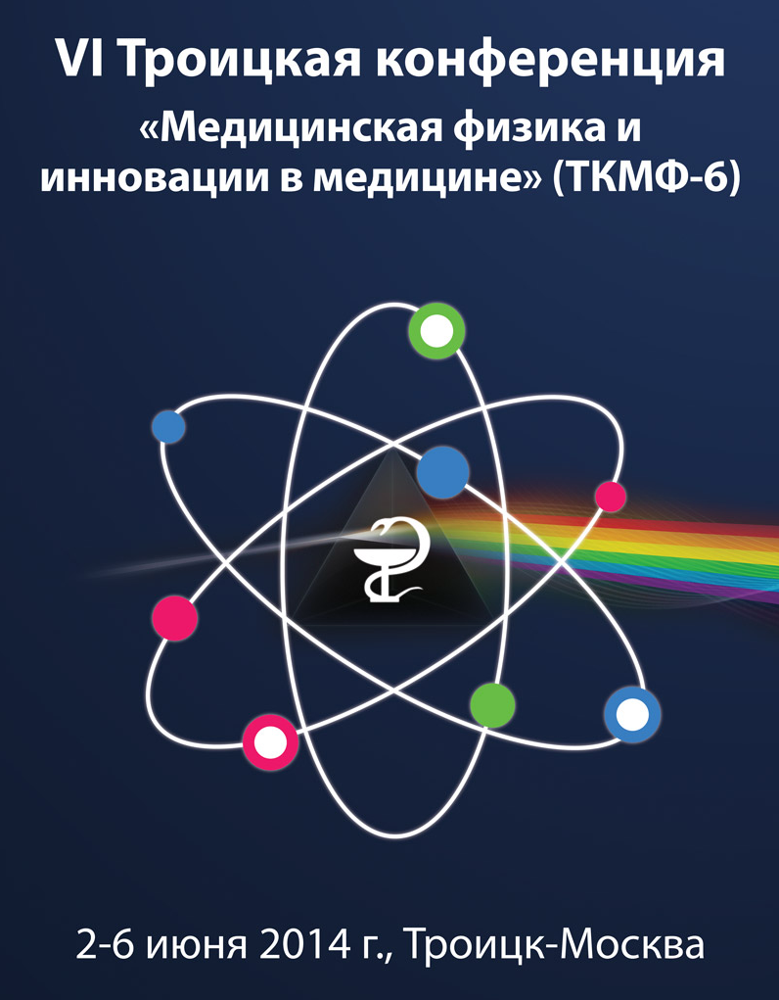 VI Троицкая конференция
«Медицинская физика и
инновации в медицине» (ТКМФ-6)
2-6 июня 2014 г., Троицк-Москва